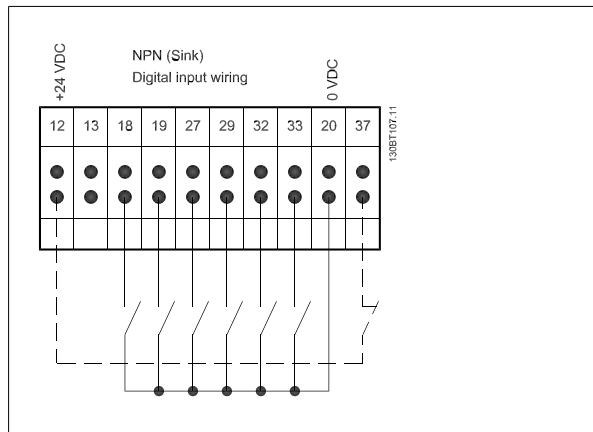 +24 VDC
NPN (Sink)
Digital input wiring
0 VDC
130BT107.11
12 13 18 19 27 29 32 33 20 37